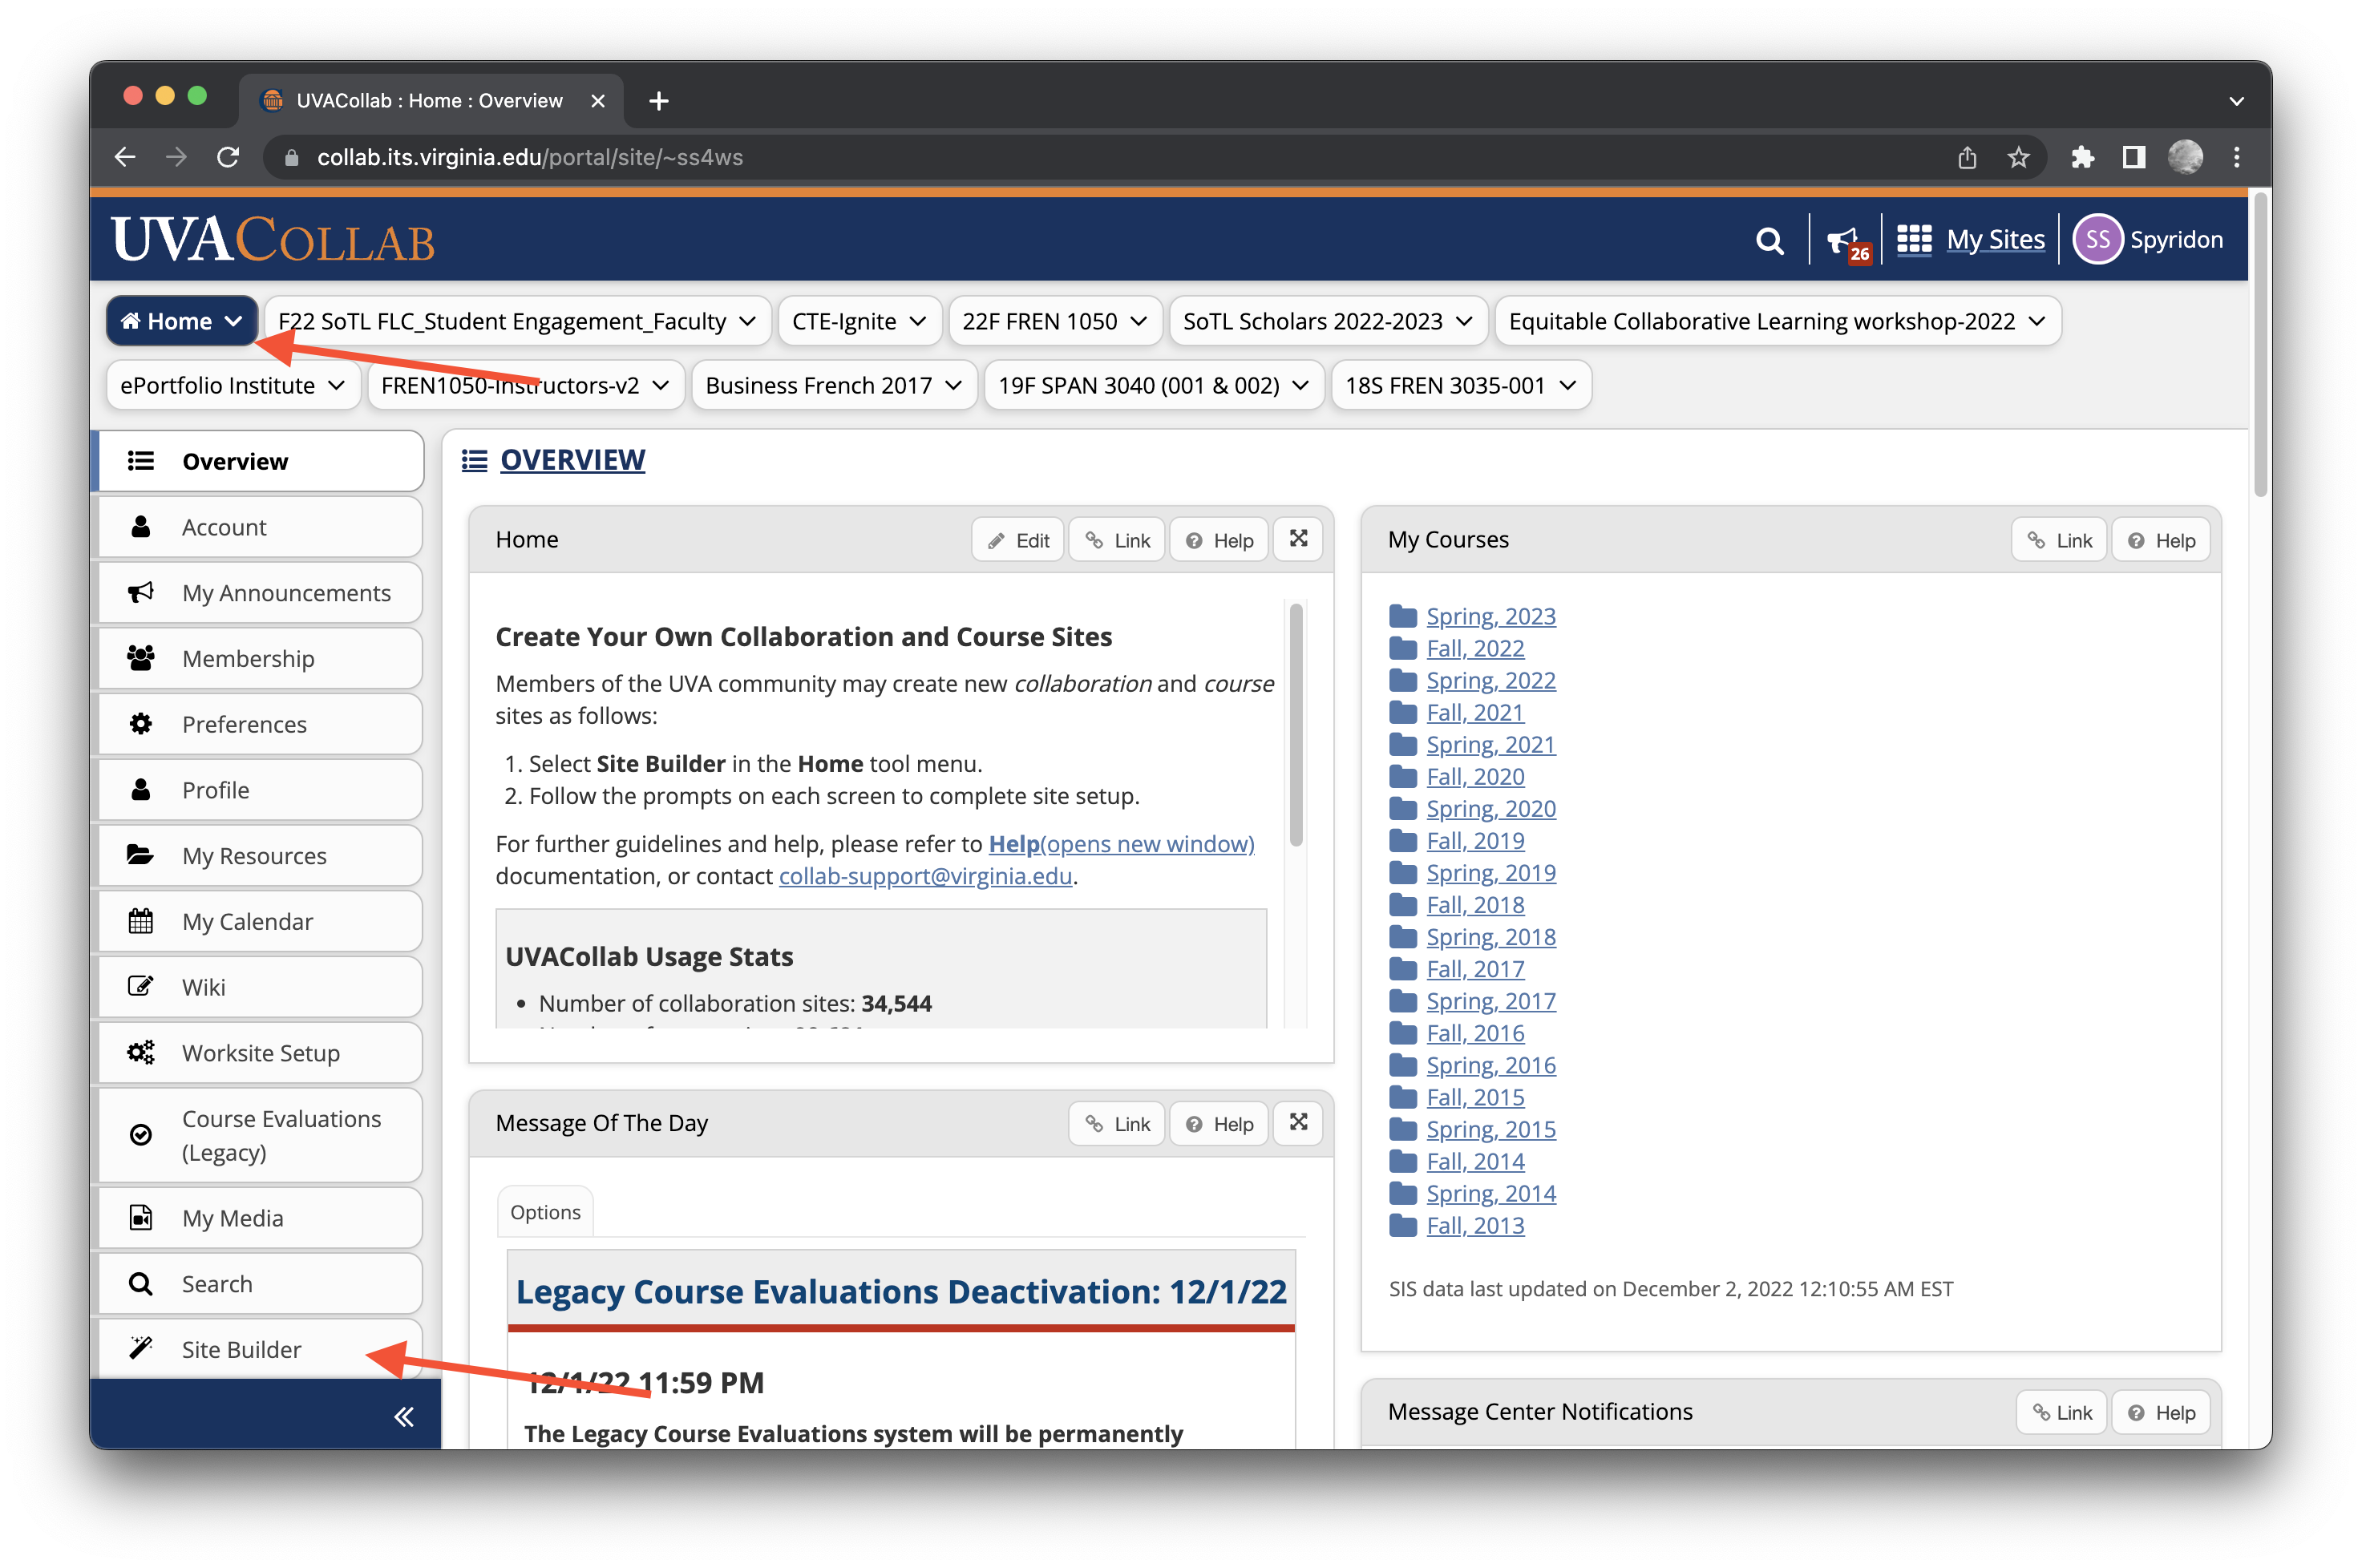 UVACollab : Home : Overview
collab.its.virginia.edu/portal/site/~ss4ws
UVACOLLAB
26
My Sites
SS
Spyridon
Home
F22 SoTL FLC_Student Engagement_Faculty
CTE-Ignite
22F FREN 1050
SoTL Scholars 2022-2023
Equitable Collaborative Learning workshop-2022
ePortfolio Institute
FREN1050-Instructors-v2
Business French 2017
19F SPAN 3040 (001 & 002)
18S FREN 3035-001
Overview
Account
My Announcements
Membership
Preferences
Profile
My Resources
My Calendar
Wiki
Worksite Setup
Course Evaluations
(Legacy)
My Media
Search
Site Builder
OVERVIEW
Home
Edit
Link
Help
Create Your Own Collaboration and Course Sites
Members of the UVA community may create new collaboration and course
sites as follows:
1. Select Site Builder in the Home tool menu.
2. Follow the prompts on each screen to complete site setup.
For further guidelines and help, please refer to Help(opens new window)
documentation, or contact collab-support@virginia.edu.
UVACollab Usage Stats
• Number of collaboration sites: 34,544
Message Of The Day
Link
Help
Options
Legacy Course Evaluations Deactivation: 12/1/22
12/1/22 11:59 PM
The Legacy Course Evaluations system will be permanently
My Courses
Link
Help
Spring, 2023
Fall, 2022
Spring, 2022
Fall, 2021
Spring, 2021
Fall, 2020
Spring, 2020
Fall, 2019
Spring, 2019
Fall, 2018
Spring, 2018
Fall, 2017
Spring, 2017
Fall, 2016
Spring, 2016
Fall, 2015
Spring, 2015
Fall, 2014
Spring, 2014
Fall, 2013
SIS data last updated on December 2, 2022 12:10:55 AM EST
Message Center Notifications
Link
Help